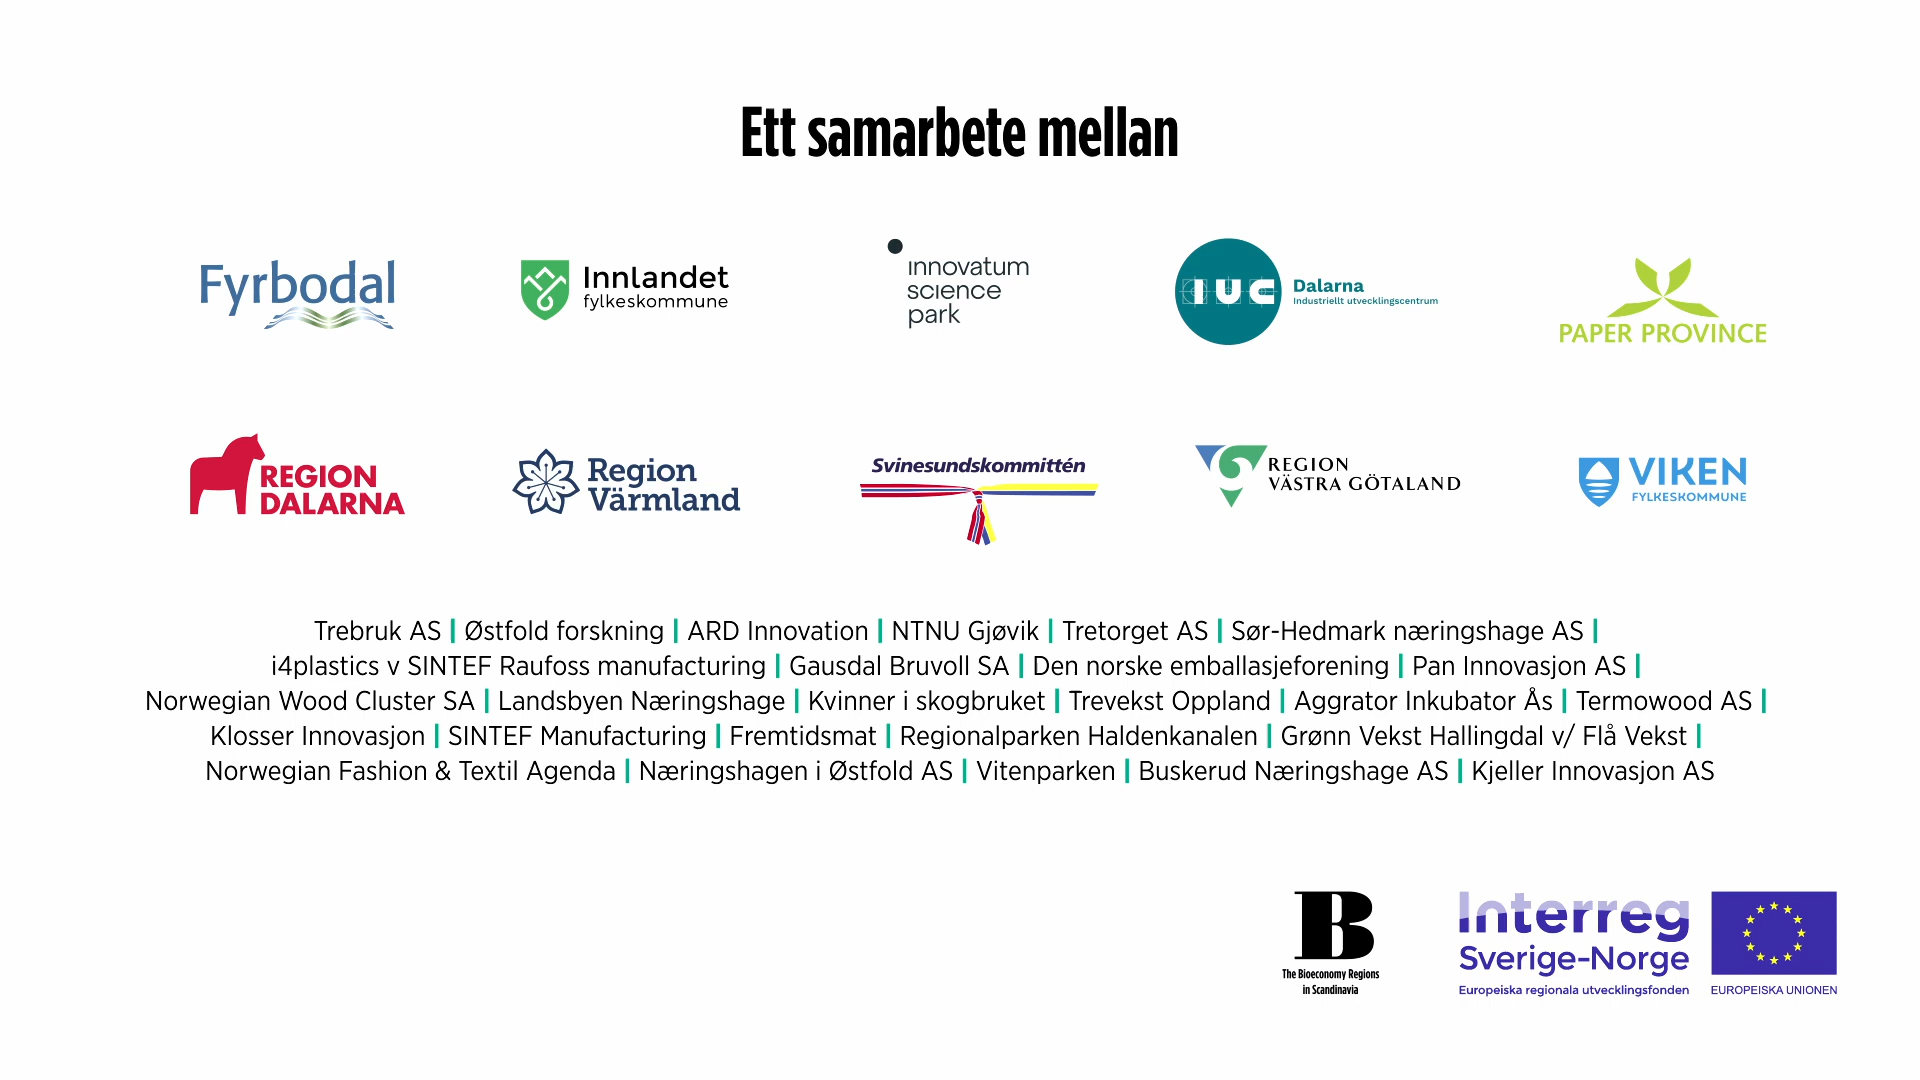 Ett samarbete mellan
Fyrbodal
Innlandet
fylkeskommune
innovatum
science
park
IUC
Dalarna
Industriellt utvecklingscentrum
PAPER PROVINCE
REGION
DALARNA
Region
Värmland
Svinesundskommittén
REGION
VÄSTRA GÖTALAND
VIKEN
FYLKESKOMMUNE
Trebruk AS | Østfold forskning | ARD Innovation | NTNU Gjøvik | Tretorget AS | Sør-Hedmark næringshage AS |
i4plastics v SINTEF Raufoss manufacturing | Gausdal Bruvoll SA | Den norske emballasjeforening | Pan Innovasjon AS |
Norwegian Wood Cluster SA | Landsbyen Næringshage | Kvinner i skogbruket | Trevekst Oppland | Aggrator Inkubator Ås | Termowood AS |
Klosser Innovasjon | SINTEF Manufacturing | Fremtidsmat | Regionalparken Haldenkanalen | Grønn Vekst Hallingdal v/ Flå Vekst |
Norwegian Fashion & Textil Agenda | Næringshagen i Østfold AS | Vitenparken | Buskerud Næringshage AS | Kjeller Innovasjon AS
B
The Bioeconomy Regions
in Scandinavia
Interreg
Sverige-Norge
Europeiska regionala utvecklingsfonden
EUROPEISKA UNIONEN